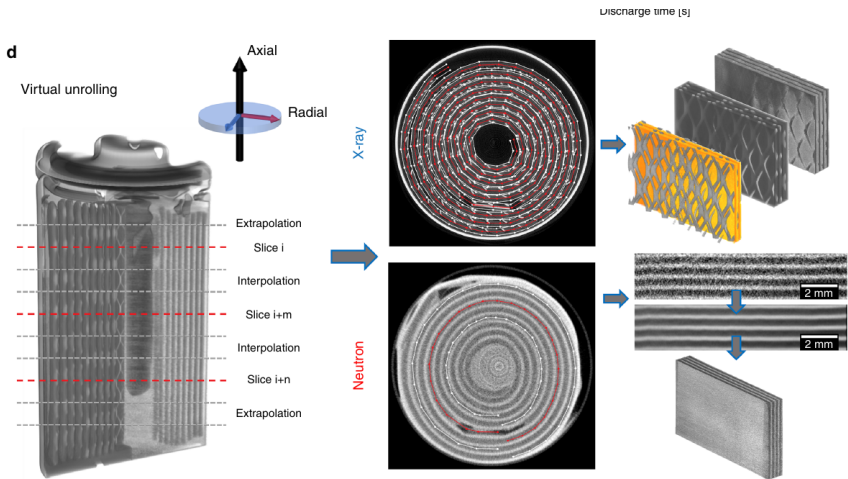 Discharge time [s]
d
Virtual unrolling
Axial
Radial
Extrapolation
Slice i
Interpolation
Slice i+m
Interpolation
Slice i+n
Extrapolation
X-ray
Neutron
2 mm
2 mm